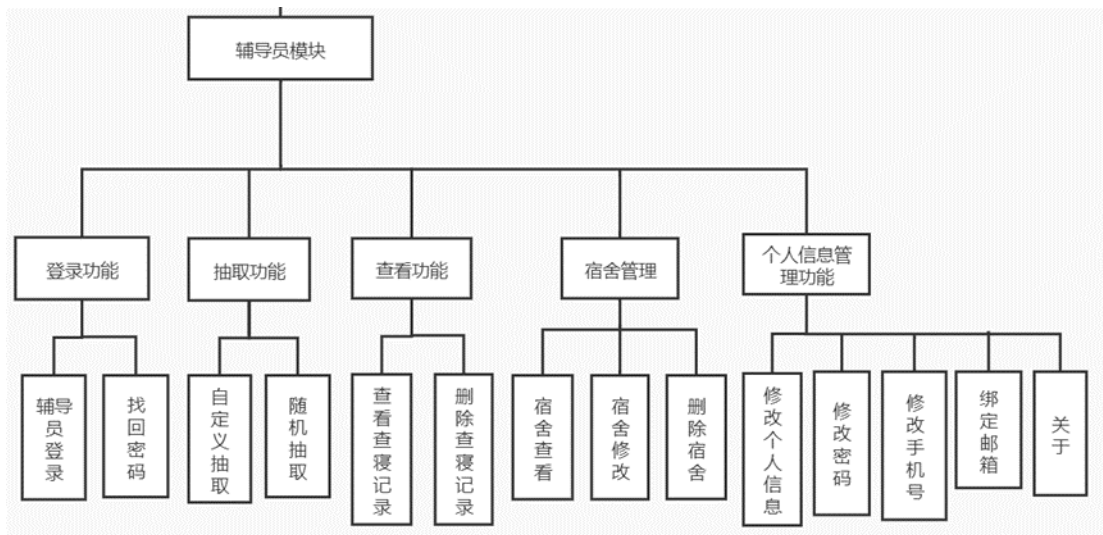 辅导员模块
登录功能
抽取功能
查看功能
宿舍管理
个人信息管
理功能
辅导员登录
找回密码
自定义抽取
随机抽取
查看查寝记录
删除查寝记录
宿舍查看
宿舍修改
删除宿舍
修改个人信息
修改密码
修改手机号
绑定邮箱
关于